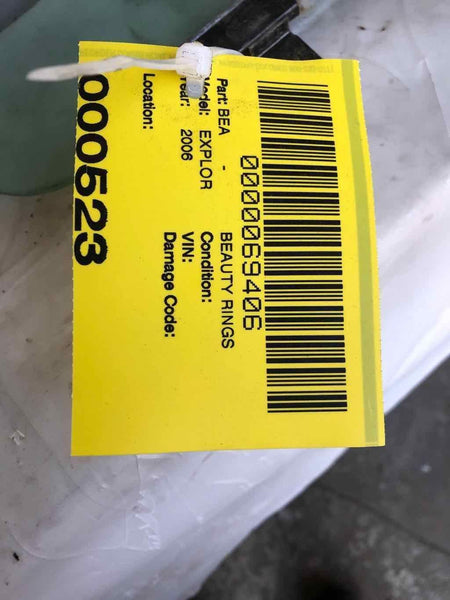 0000069406
Part: BEA - BEAUTY RINGS
Model: EXPLOR Condition:
Year: 2006 VIN:
Damage Code:
Location:
000523